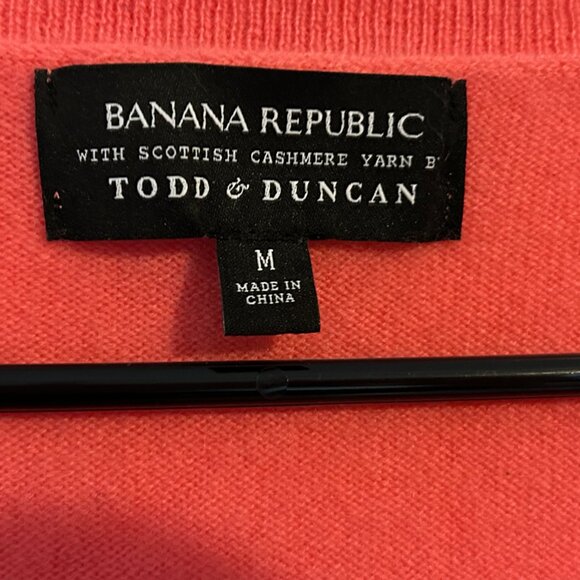 BANANA REPUBLIC
WITH SCOTTISH CASHMERE YARN B
TODD & DUNCAN
M
MADE IN
CHINA